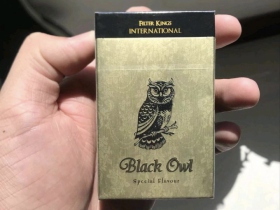 FILTER KINGS
INTERNATIONAL
Black Owl
Special Flavour